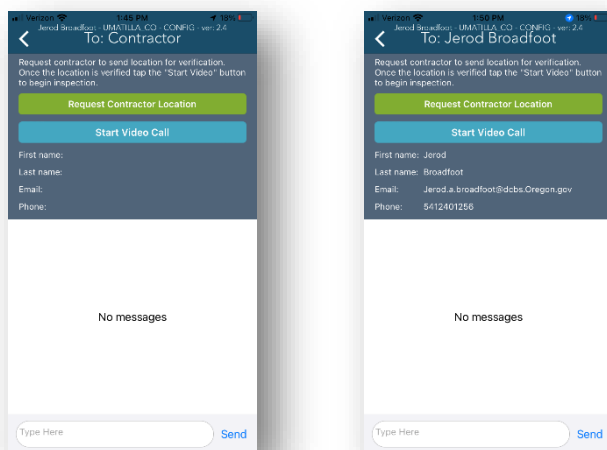 Verizon 1:45 PM 18%
Jerod Broadfoot - UMATILLA_CO - CONFIG - ver: 2.4
To: Contractor
Request contractor to send location for verification.
Once the location is verified tap the "Start Video" button
to begin inspection.
Request Contractor Location
Start Video Call
First name:
Last name:
Email:
Phone:
No messages
Type Here
Send
Verizon 1:50 PM 18%
Jerod Broadfoot - UMATILLA_CO - CONFIG - ver: 2.4
To: Jerod Broadfoot
Request contractor to send location for verification.
Once the location is verified tap the "Start Video" button
to begin inspection.
Request Contractor Location
Start Video Call
First name: Jerod
Last name: Broadfoot
Email: Jerod.a.broadfoot@dcbs.Oregon.gov
Phone: 5412401256
No messages
Type Here
Send